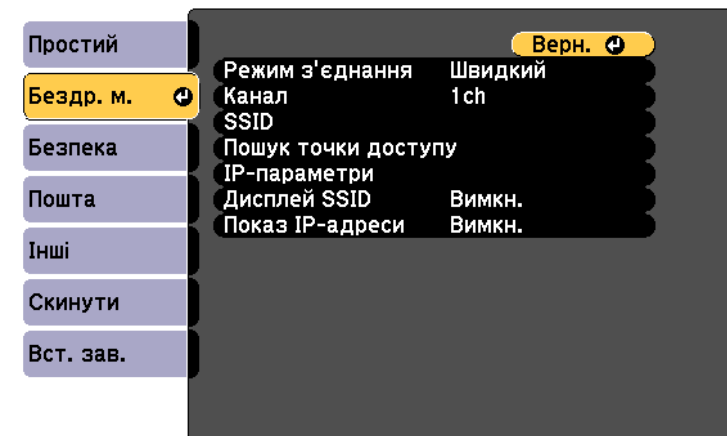 Простий
Бездр. м.
Безпека
Пошта
Інші
Скинути
Вст. зав.
Верн.
Режим з'єднання Швидкий
Канал 1ch
SSID
Пошук точки доступу
IP-параметри
Дисплей SSID Вимкн.
Показ IP-адреси Вимкн.